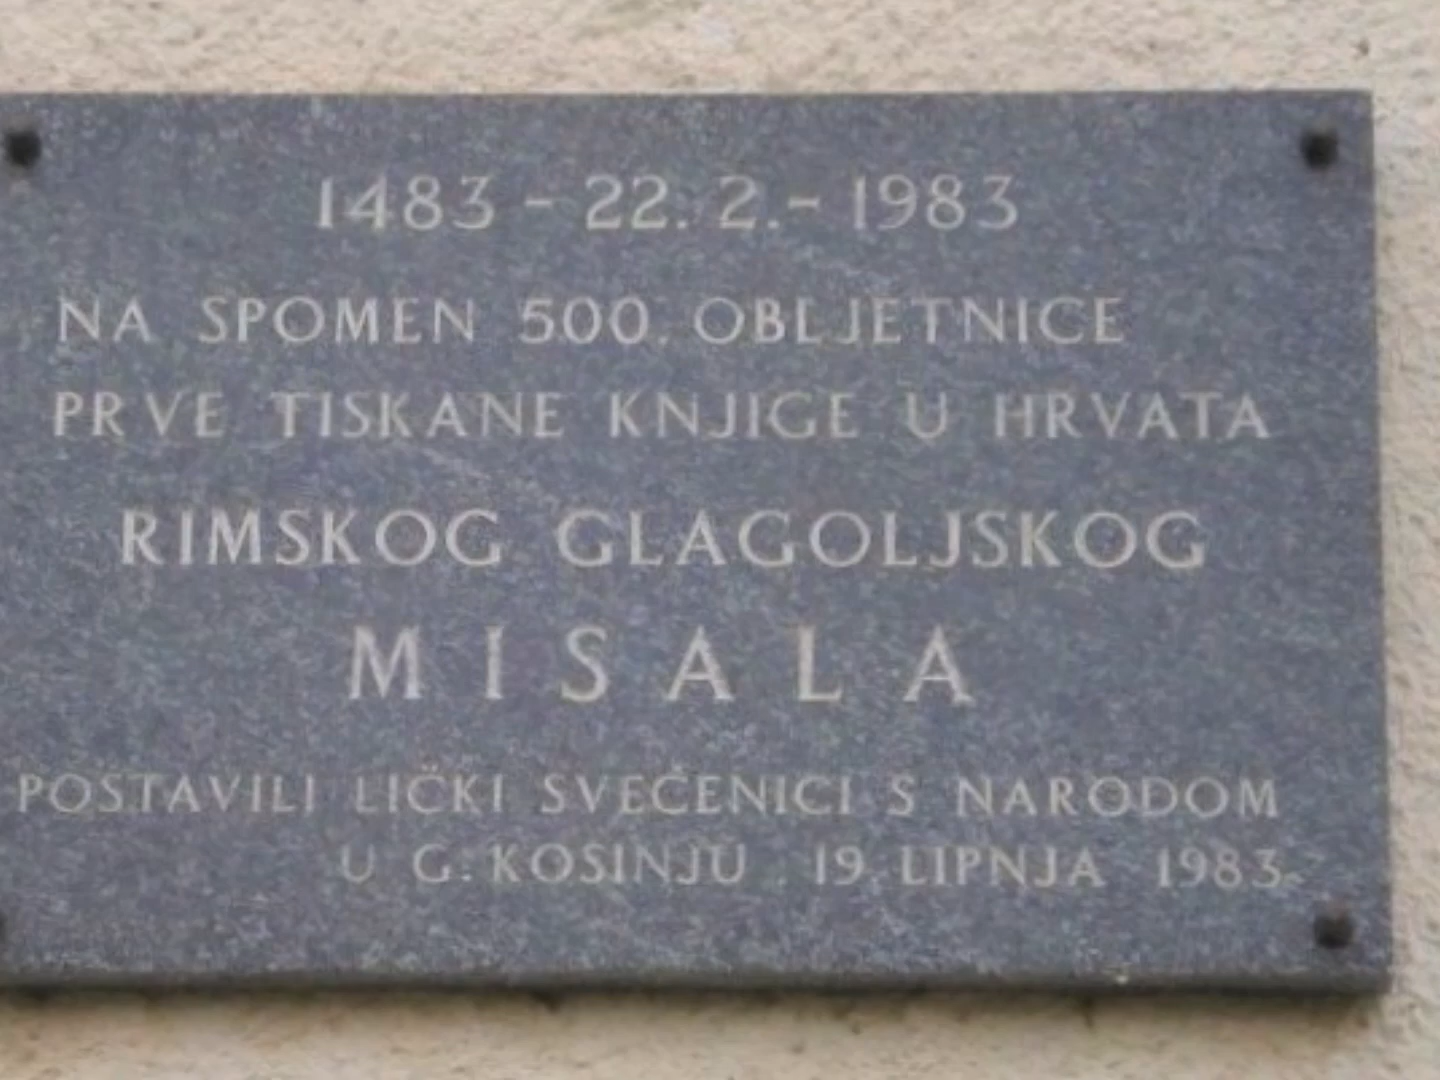 1483 - 22. 2. - 1983
NA SPOMEN 500. OBLJETNICE
PRVE TISKANE KNJIGE U HRVATA
RIMSKOG GLAGOLJSKOG
MISALA
POSTAVILI LIČKI SVEĆENICI S NARODOM
U G. KOSINJU 19. LIPNJA 1983.